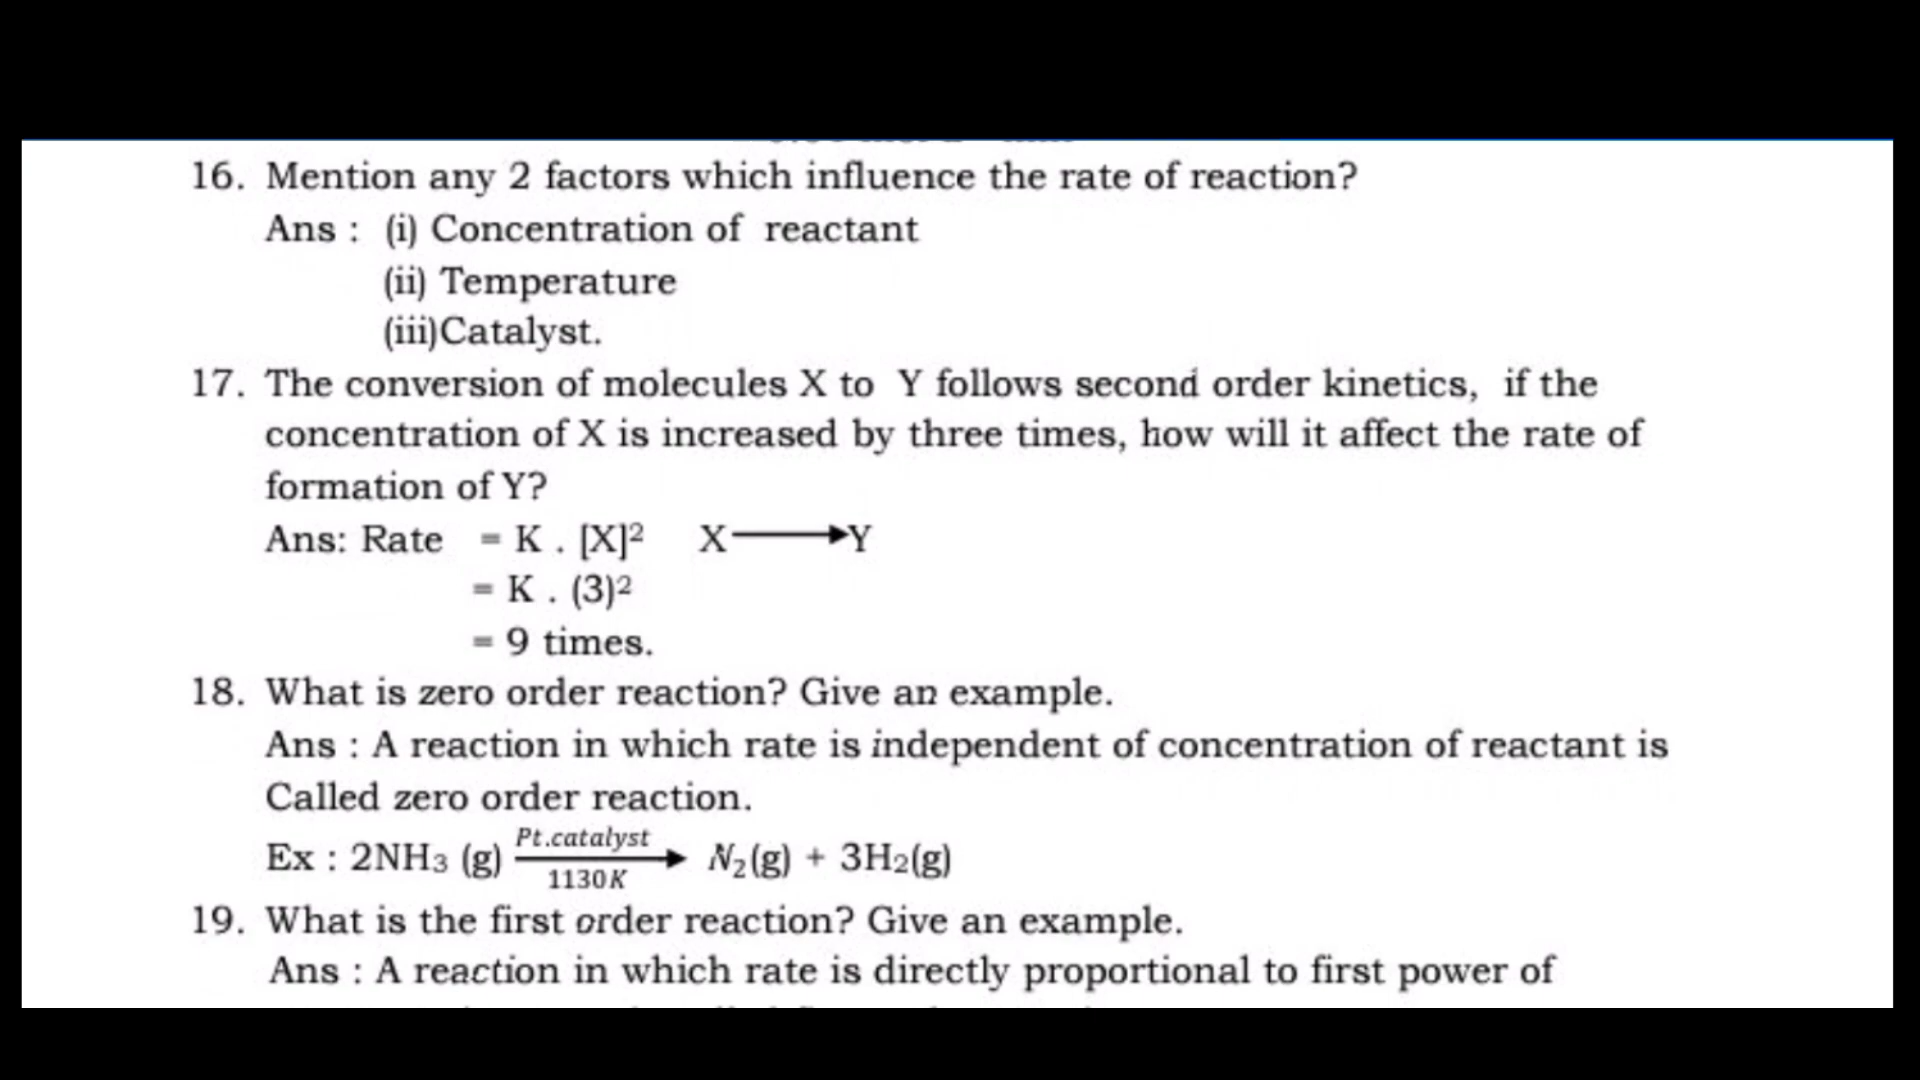 16. Mention any 2 factors which influence the rate of reaction?
Ans : (i) Concentration of reactant
(ii) Temperature
(iii)Catalyst.
17. The conversion of molecules X to Y follows second order kinetics, if the
concentration of X is increased by three times, how will it affect the rate of
formation of Y?
Ans: Rate = K . [X]² X⟶Y
= K . (3)²
= 9 times.
18. What is zero order reaction? Give an example.
Ans : A reaction in which rate is independent of concentration of reactant is
Called zero order reaction.
Pt.catalyst
Ex : 2NH₃ (g) ⟶ N₂(g) + 3H₂(g)
1130K
19. What is the first order reaction? Give an example.
Ans : A reaction in which rate is directly proportional to first power of